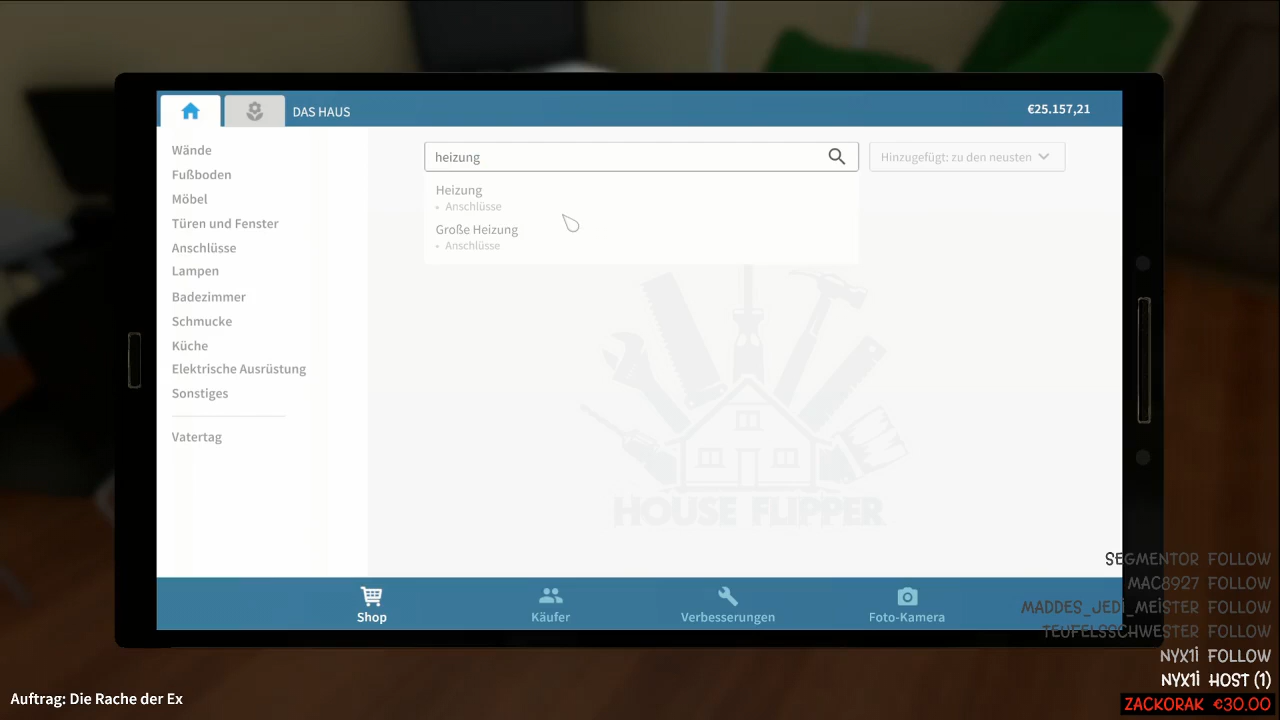 DAS HAUS
€25.157,21
Wände
Fußboden
Möbel
Türen und Fenster
Anschlüsse
Lampen
Badezimmer
Schmucke
Küche
Elektrische Ausrüstung
Sonstiges
Vatertag
heizung
Hinzugefügt: zu den neusten
Heizung
• Anschlüsse
Große Heizung
• Anschlüsse
HOUSE FLIPPER
Shop
Käufer
Verbesserungen
Foto-Kamera
SEGMENTOR FOLLOW
MAC8927 FOLLOW
MADDES_JEDI_MEISTER FOLLOW
TEUFELSSCHWESTER FOLLOW
NYX1I FOLLOW
NYX1I HOST (1)
ZACKORAK €30.00
Auftrag: Die Rache der Ex